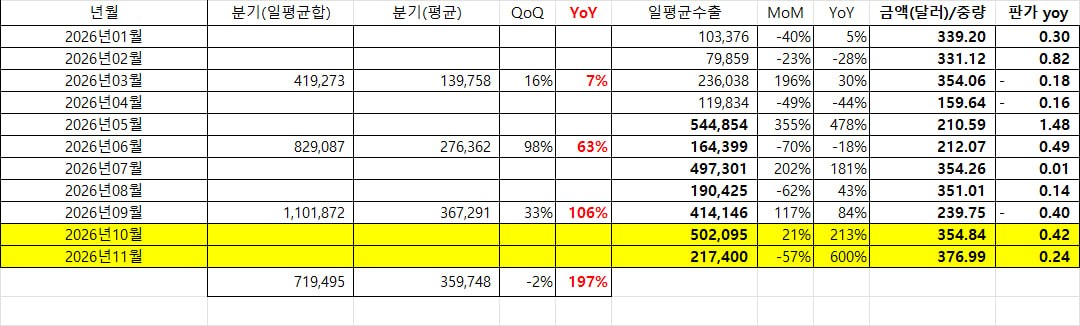 년월 분기(일평균합) 분기(평균) QoQ YoY 일평균수출 MoM YoY 금액(달러)/중량 판가 yoy
2026년01월 103,376 -40% 5% 339.20 0.30
2026년02월 79,859 -23% -28% 331.12 0.82
2026년03월 419,273 139,758 16% 7% 236,038 196% 30% 354.06 - 0.18
2026년04월 119,834 -49% -44% 159.64 - 0.16
2026년05월 544,854 355% 478% 210.59 1.48
2026년06월 829,087 276,362 98% 63% 164,399 -70% -18% 212.07 0.49
2026년07월 497,301 202% 181% 354.26 0.01
2026년08월 190,425 -62% 43% 351.01 0.14
2026년09월 1,101,872 367,291 33% 106% 414,146 117% 84% 239.75 - 0.40
2026년10월 502,095 21% 213% 354.84 0.42
2026년11월 217,400 -57% 600% 376.99 0.24
719,495 359,748 -2% 197%